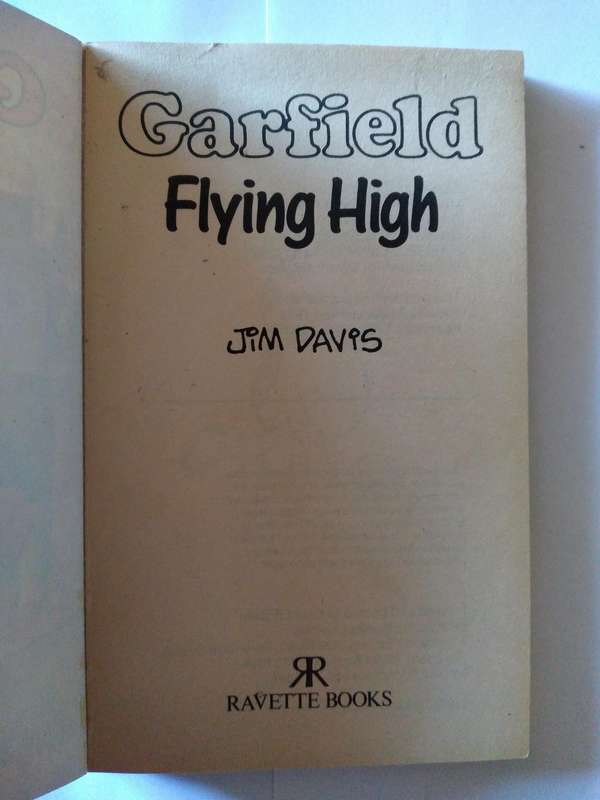 Garfield
Flying High
JiM DAViS
RR
RAVETTE BOOKS